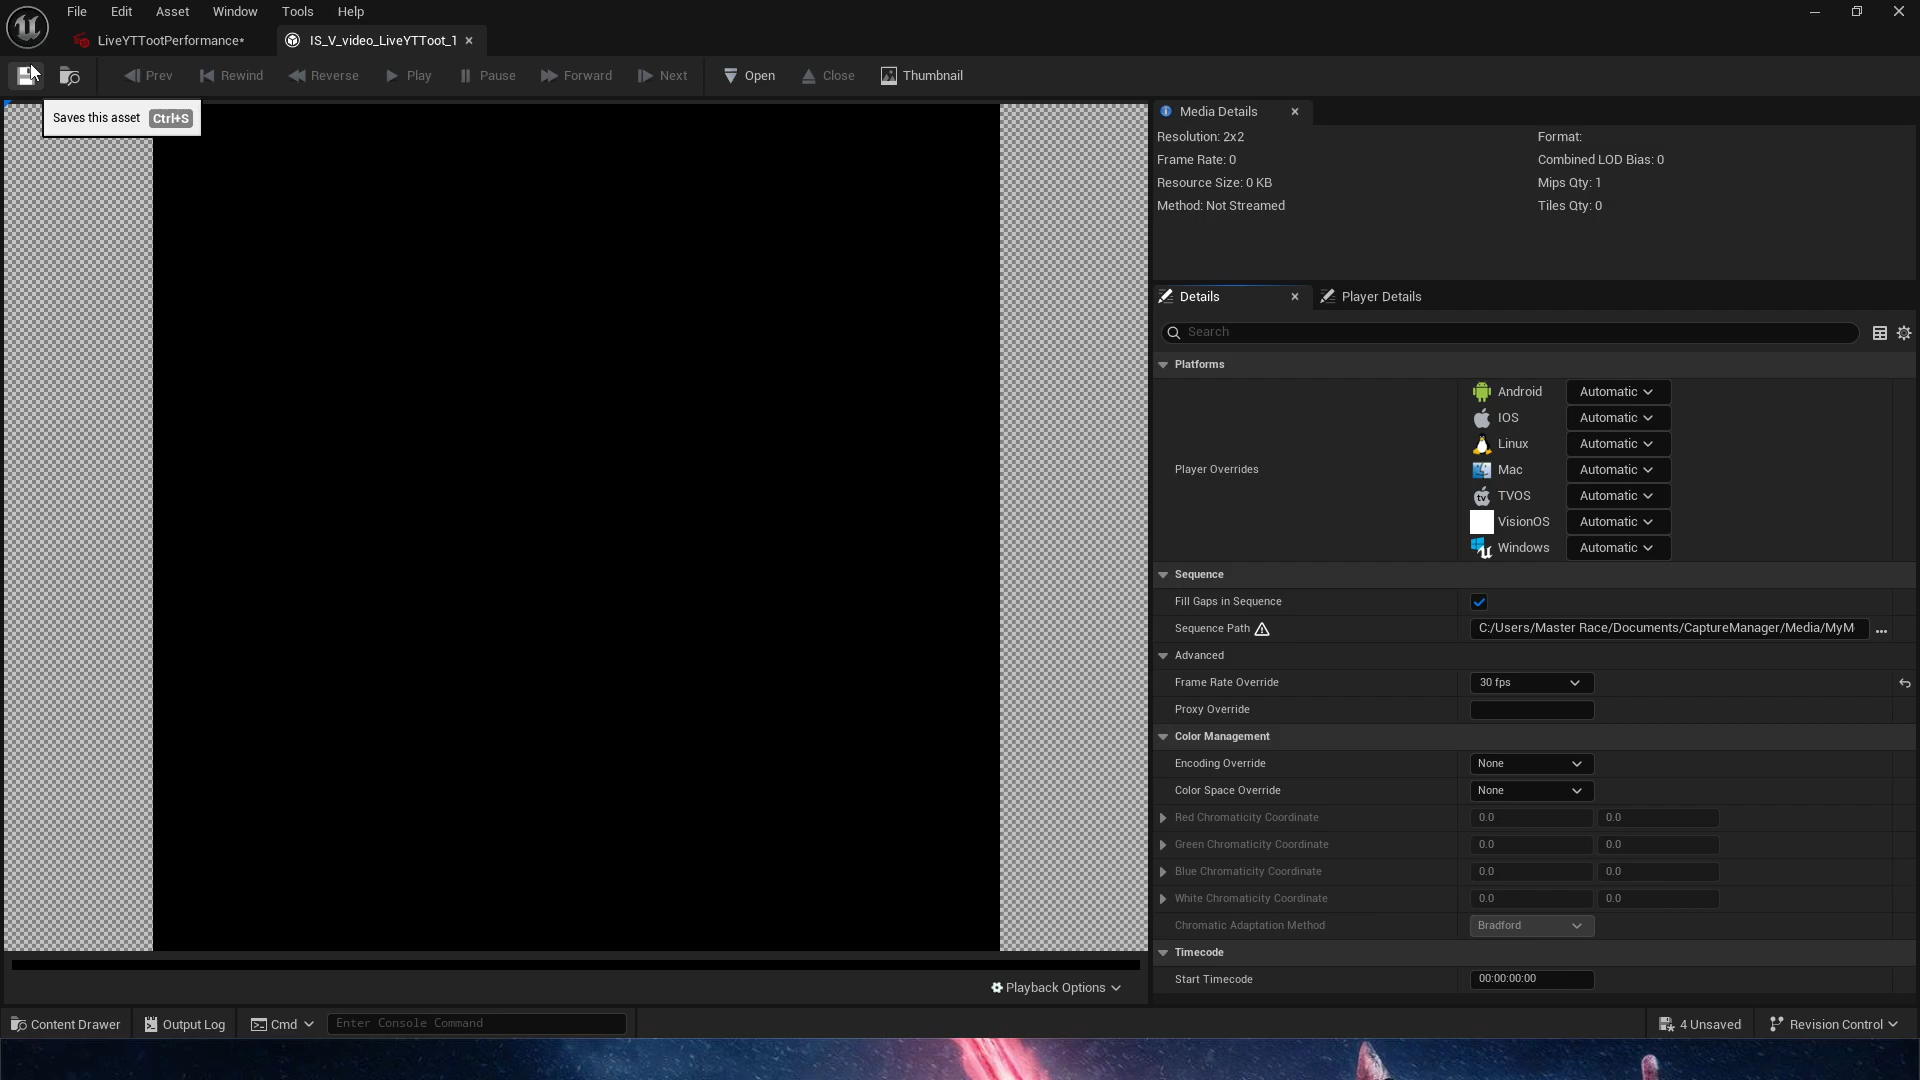 File Edit Asset Window Tools Help
LiveYTTootPerformance* IS_V_video_LiveYTToot_1
Prev Rewind Reverse Play Pause Forward Next Open Close Thumbnail
Saves this asset Ctrl+S
Media Details
Resolution: 2x2 Format:
Frame Rate: 0 Combined LOD Bias: 0
Resource Size: 0 KB Mips Qty: 1
Method: Not Streamed Tiles Qty: 0
Details Player Details
Search
Platforms
Player Overrides
Android Automatic
IOS Automatic
Linux Automatic
Mac Automatic
TVOS Automatic
VisionOS Automatic
Windows Automatic
Sequence
Fill Gaps in Sequence
Sequence Path C:/Users/Master Race/Documents/CaptureManager/Media/MyM ...
Advanced
Frame Rate Override 30 fps
Proxy Override
Color Management
Encoding Override None
Color Space Override None
Red Chromaticity Coordinate 0.0 0.0
Green Chromaticity Coordinate 0.0 0.0
Blue Chromaticity Coordinate 0.0 0.0
White Chromaticity Coordinate 0.0 0.0
Chromatic Adaptation Method Bradford
Timecode
Start Timecode 00:00:00:00
Playback Options
Content Drawer Output Log Cmd Enter Console Command 4 Unsaved Revision Control